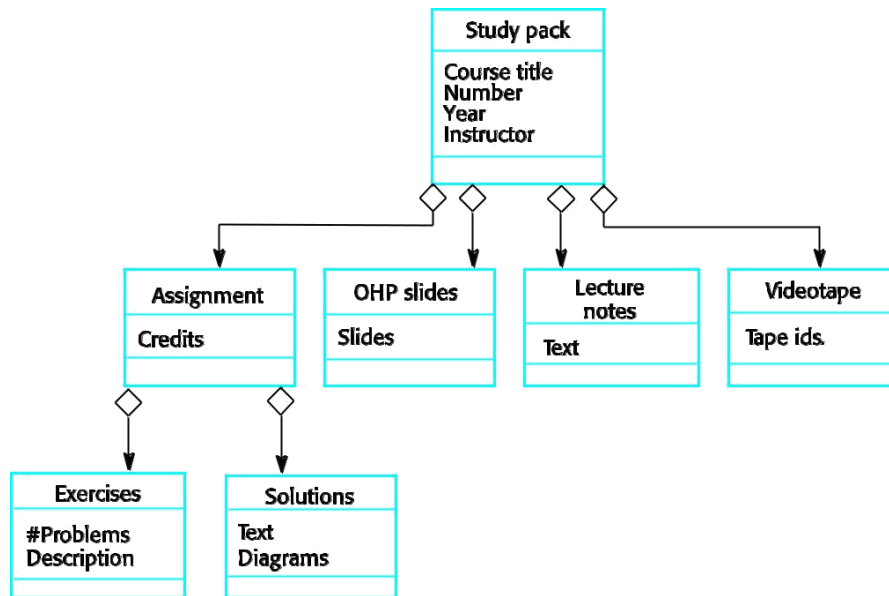 Study pack
Course title
Number
Year
Instructor
Assignment
Credits
OHP slides
Slides
Lecture
notes
Text
Videotape
Tape ids.
Exercises
#Problems
Description
Solutions
Text
Diagrams